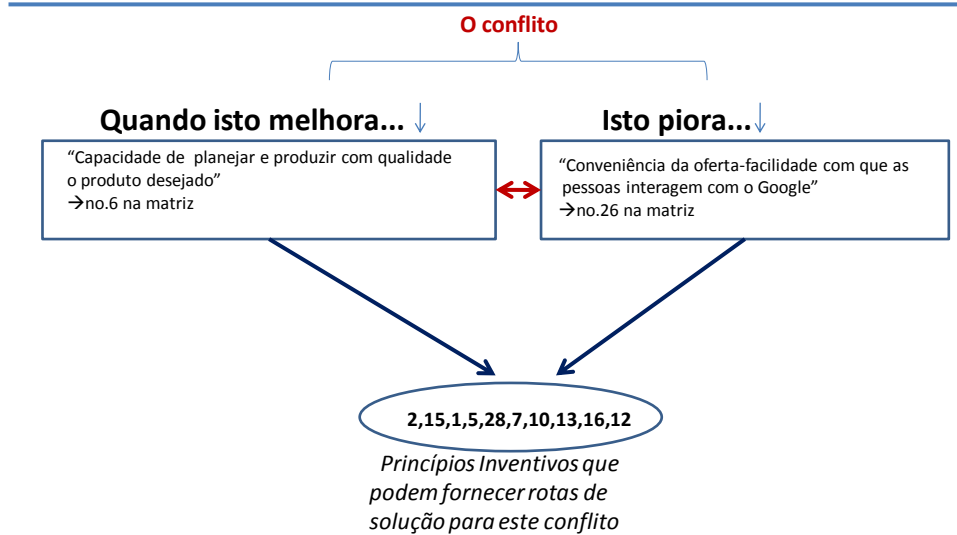 O conflito
Quando isto melhora...
Isto piora...
“Capacidade de planejar e produzir com qualidade
o produto desejado”
→no.6 na matriz
“Conveniência da oferta-facilidade com que as
pessoas interagem com o Google”
→no.26 na matriz
2,15,1,5,28,7,10,13,16,12
Princípios Inventivos que
podem fornecer rotas de
solução para este conflito